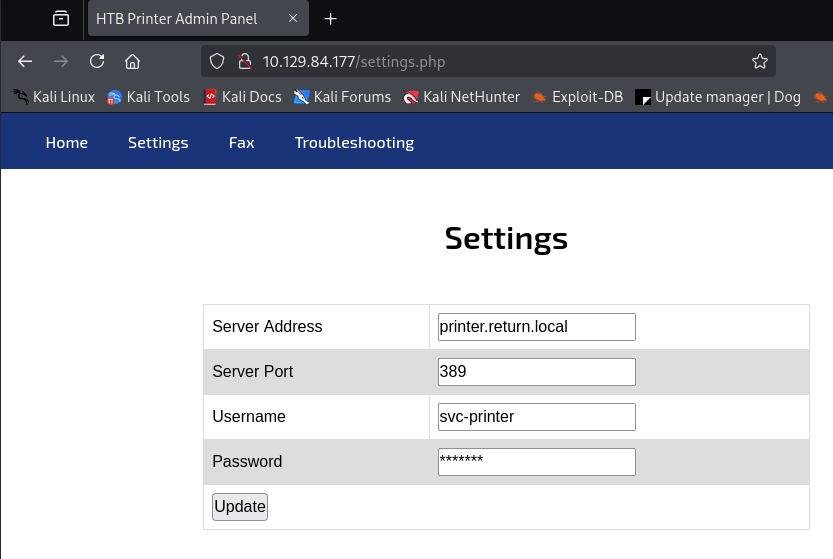 HTB Printer Admin Panel
10.129.84.177/settings.php
Kali Linux Kali Tools Kali Docs Kali Forums Kali NetHunter Exploit-DB Update manager | Dog
Home Settings Fax Troubleshooting
Settings
Server Address printer.return.local
Server Port 389
Username svc-printer
Password *******
Update